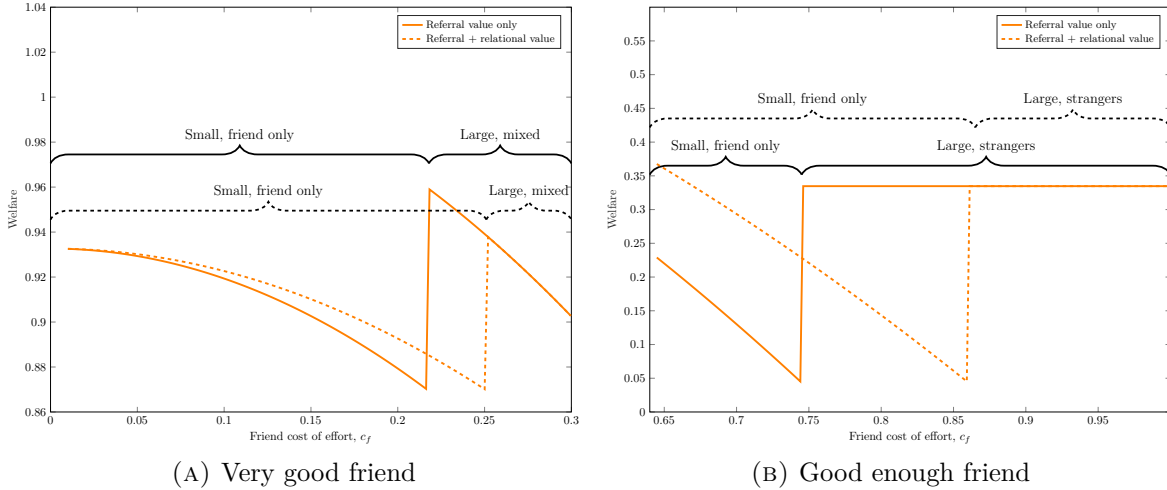 1.04
1.02
1
0.98
0.96
0.94
0.92
0.9
0.88
0.86
Welfare
Referral value only
Referral + relational value
Small, friend only
Large, mixed
Small, friend only
Large, mixed
0
0.05
0.1
0.15
0.2
0.25
0.3
Friend cost of effort, c_f
(A) Very good friend
0.55
0.5
0.45
0.4
0.35
0.3
0.25
0.2
0.15
0.1
0.05
0
Welfare
Referral value only
Referral + relational value
Small, friend only
Large, strangers
Small, friend only
Large, strangers
0.65
0.7
0.75
0.8
0.85
0.9
0.95
Friend cost of effort, c_f
(B) Good enough friend